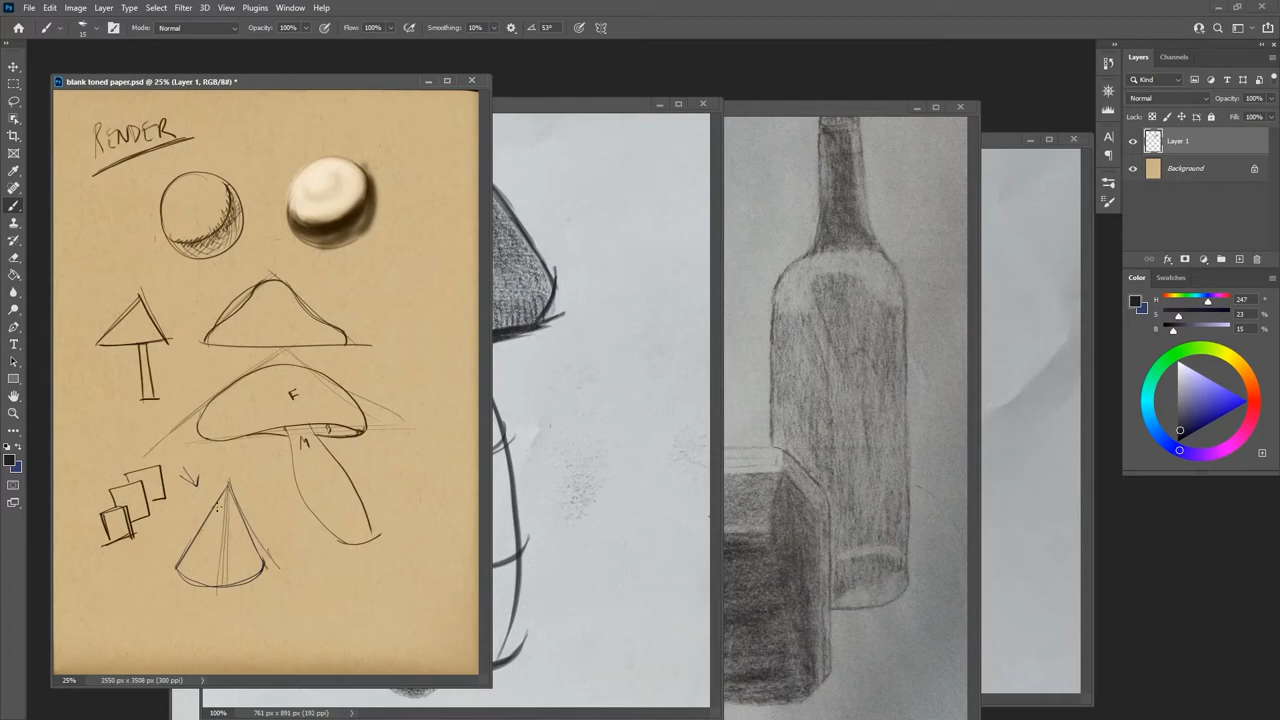 File Edit Image Layer Type Select Filter 3D View Plugins Window Help
15 Mode: Normal Opacity: 100% Flow: 100% Smoothing: 10% 53°
blank toned paper.psd @ 25% (Layer 1, RGB/8#) *
RENDER
F
M
25% 2550 px x 3508 px (300 ppi)
100% 761 px x 891 px (192 ppi)
Layers Channels
Kind
Normal Opacity: 100%
Lock: Fill: 100%
Layer 1
Background
Color Swatches
H 247
S 23
B 15